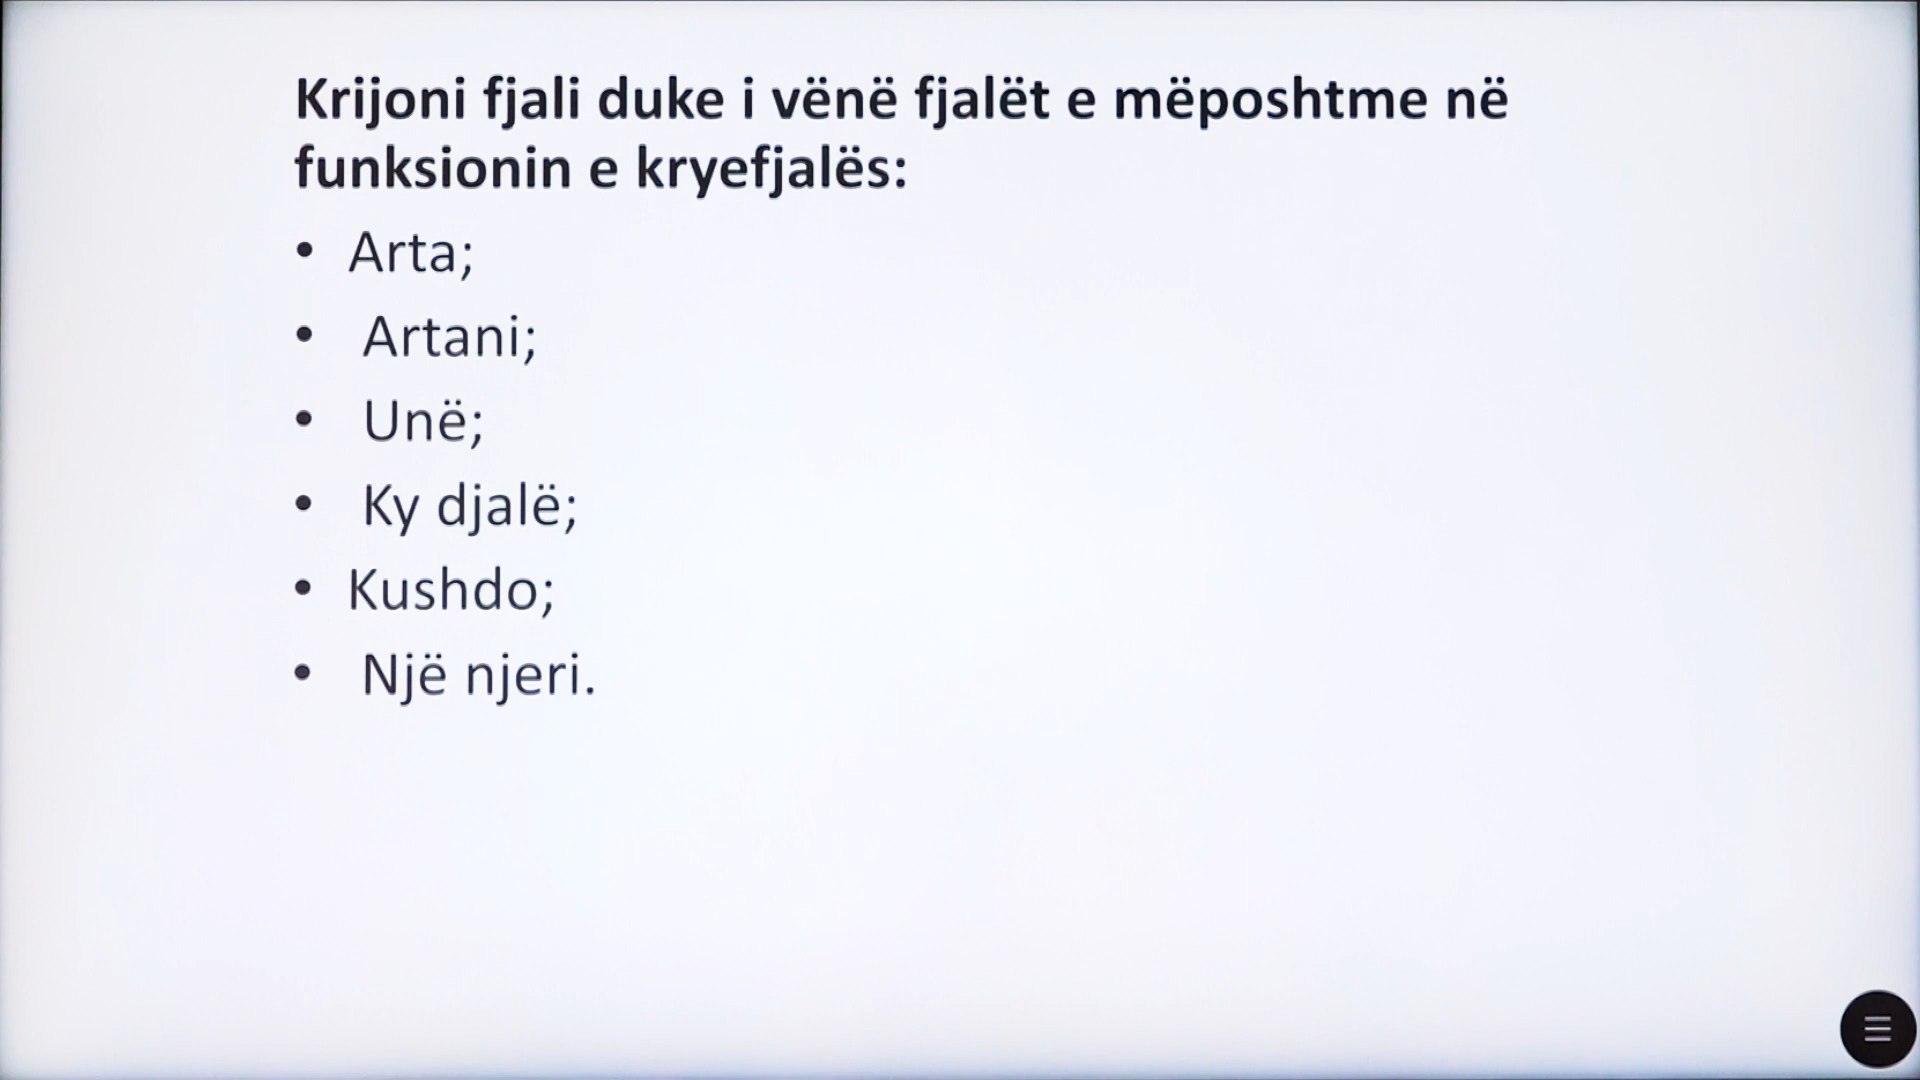 Krijoni fjali duke i vënë fjalët e mëposhtme në
funksionin e kryefjalës:
• Arta;
• Artani;
• Unë;
• Ky djalë;
• Kushdo;
• Një njeri.